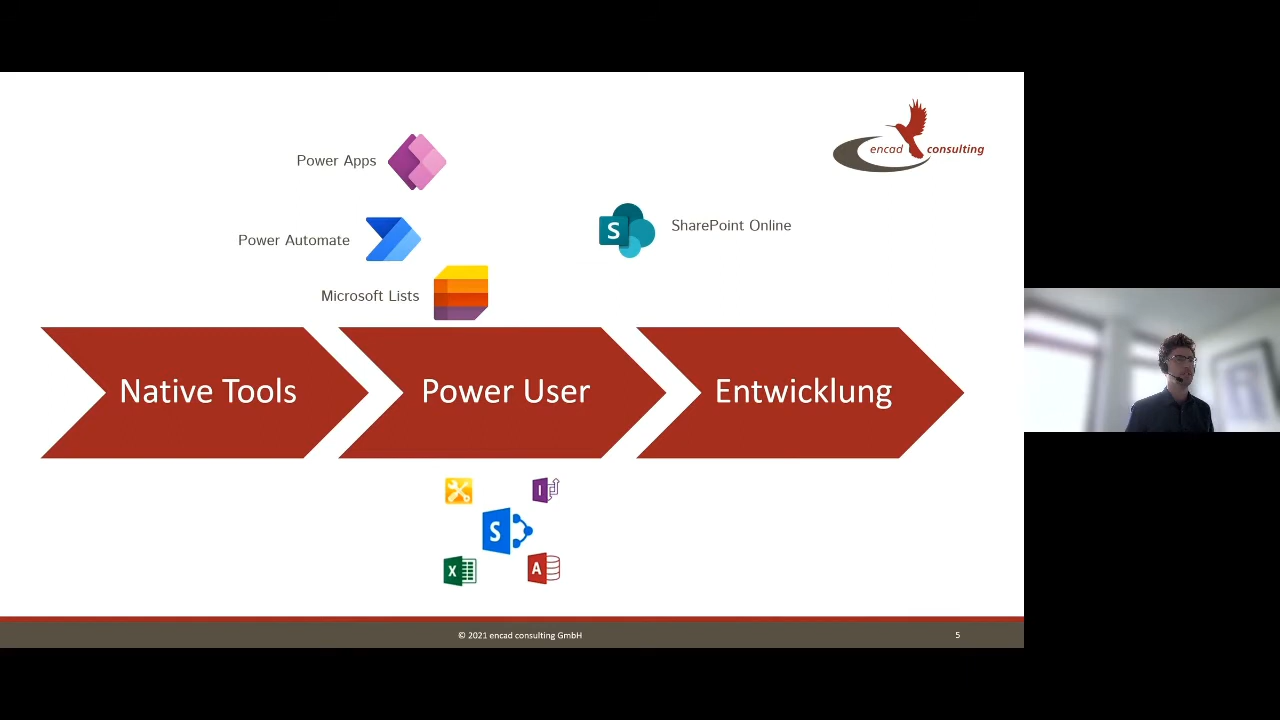 Power Apps
encad consulting
Power Automate
S
SharePoint Online
Microsoft Lists
Native Tools
Power User
Entwicklung
I
S
X
A
© 2021 encad consulting GmbH
5